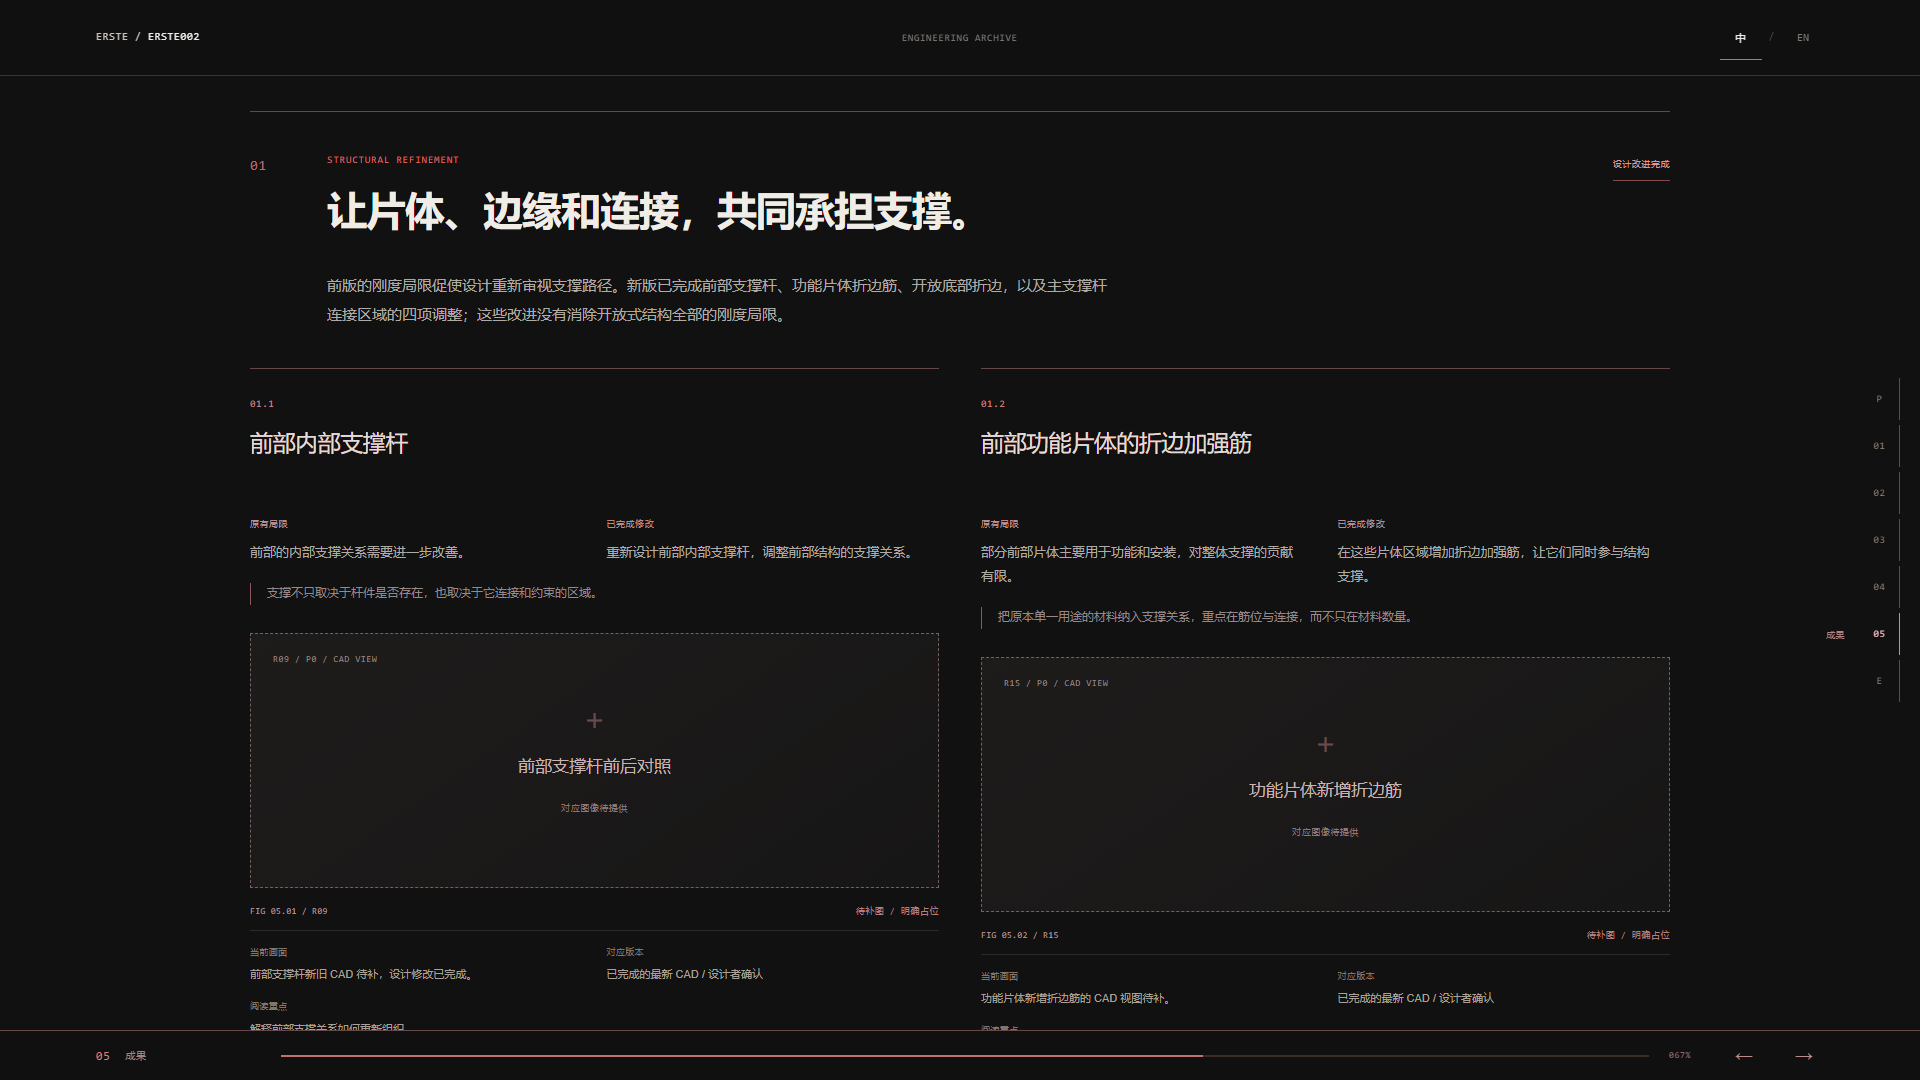 ERSTE / ERSTE002
ENGINEERING ARCHIVE
中 / EN
01
STRUCTURAL REFINEMENT
设计改进完成
让片体、边缘和连接，共同承担支撑。
前版的刚度局限促使设计重新审视支撑路径。新版已完成前部支撑杆、功能片体折边筋、开放底部折边，以及主支撑杆
连接区域的四项调整；这些改进没有消除开放式结构全部的刚度局限。
01.1
前部内部支撑杆
原有局限
前部的内部支撑关系需要进一步改善。
已完成修改
重新设计前部内部支撑杆，调整前部结构的支撑关系。
支撑不只取决于杆件是否存在，也取决于它连接和约束的区域。
R09 / P0 / CAD VIEW
+
前部支撑杆前后对照
对应图像待提供
FIG 05.01 / R09
待补图 / 明确占位
当前画面
前部支撑杆新旧 CAD 待补，设计修改已完成。
对应版本
已完成的最新 CAD / 设计者确认
阅读重点
解释前部支撑关系如何重新组织
01.2
前部功能片体的折边加强筋
原有局限
部分前部片体主要用于功能和安装，对整体支撑的贡献
有限。
已完成修改
在这些片体区域增加折边加强筋，让它们同时参与结构
支撑。
把原本单一用途的材料纳入支撑关系，重点在筋位与连接，而不只在材料数量。
R15 / P0 / CAD VIEW
+
功能片体新增折边筋
对应图像待提供
FIG 05.02 / R15
待补图 / 明确占位
当前画面
功能片体新增折边筋的 CAD 视图待补。
对应版本
已完成的最新 CAD / 设计者确认
阅读重点
P
01
02
03
04
成果 05
E
05 成果
067%
← →